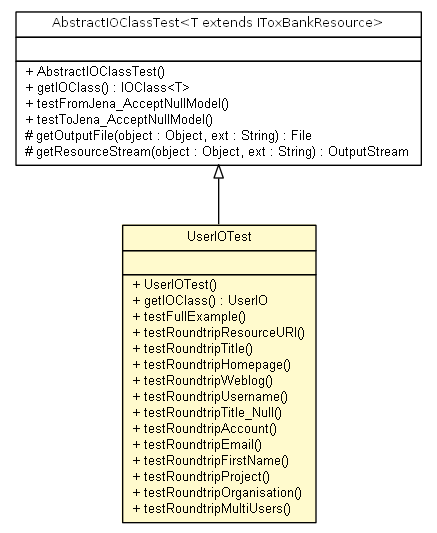 AbstractIOClassTest<T extends IToxBankResource>
+ AbstractIOClassTest()
+ getIOClass() : IOClass<T>
+ testFromJena_AcceptNullModel()
+ testToJena_AcceptNullModel()
# getOutputFile(object : Object, ext : String) : File
# getResourceStream(object : Object, ext : String) : OutputStream
UserIOTest
+ UserIOTest()
+ getIOClass() : UserIO
+ testFullExample()
+ testRoundtripResourceURI()
+ testRoundtripTitle()
+ testRoundtripHomepage()
+ testRoundtripWeblog()
+ testRoundtripUsername()
+ testRoundtripTitle_Null()
+ testRoundtripAccount()
+ testRoundtripEmail()
+ testRoundtripFirstName()
+ testRoundtripProject()
+ testRoundtripOrganisation()
+ testRoundtripMultiUsers()